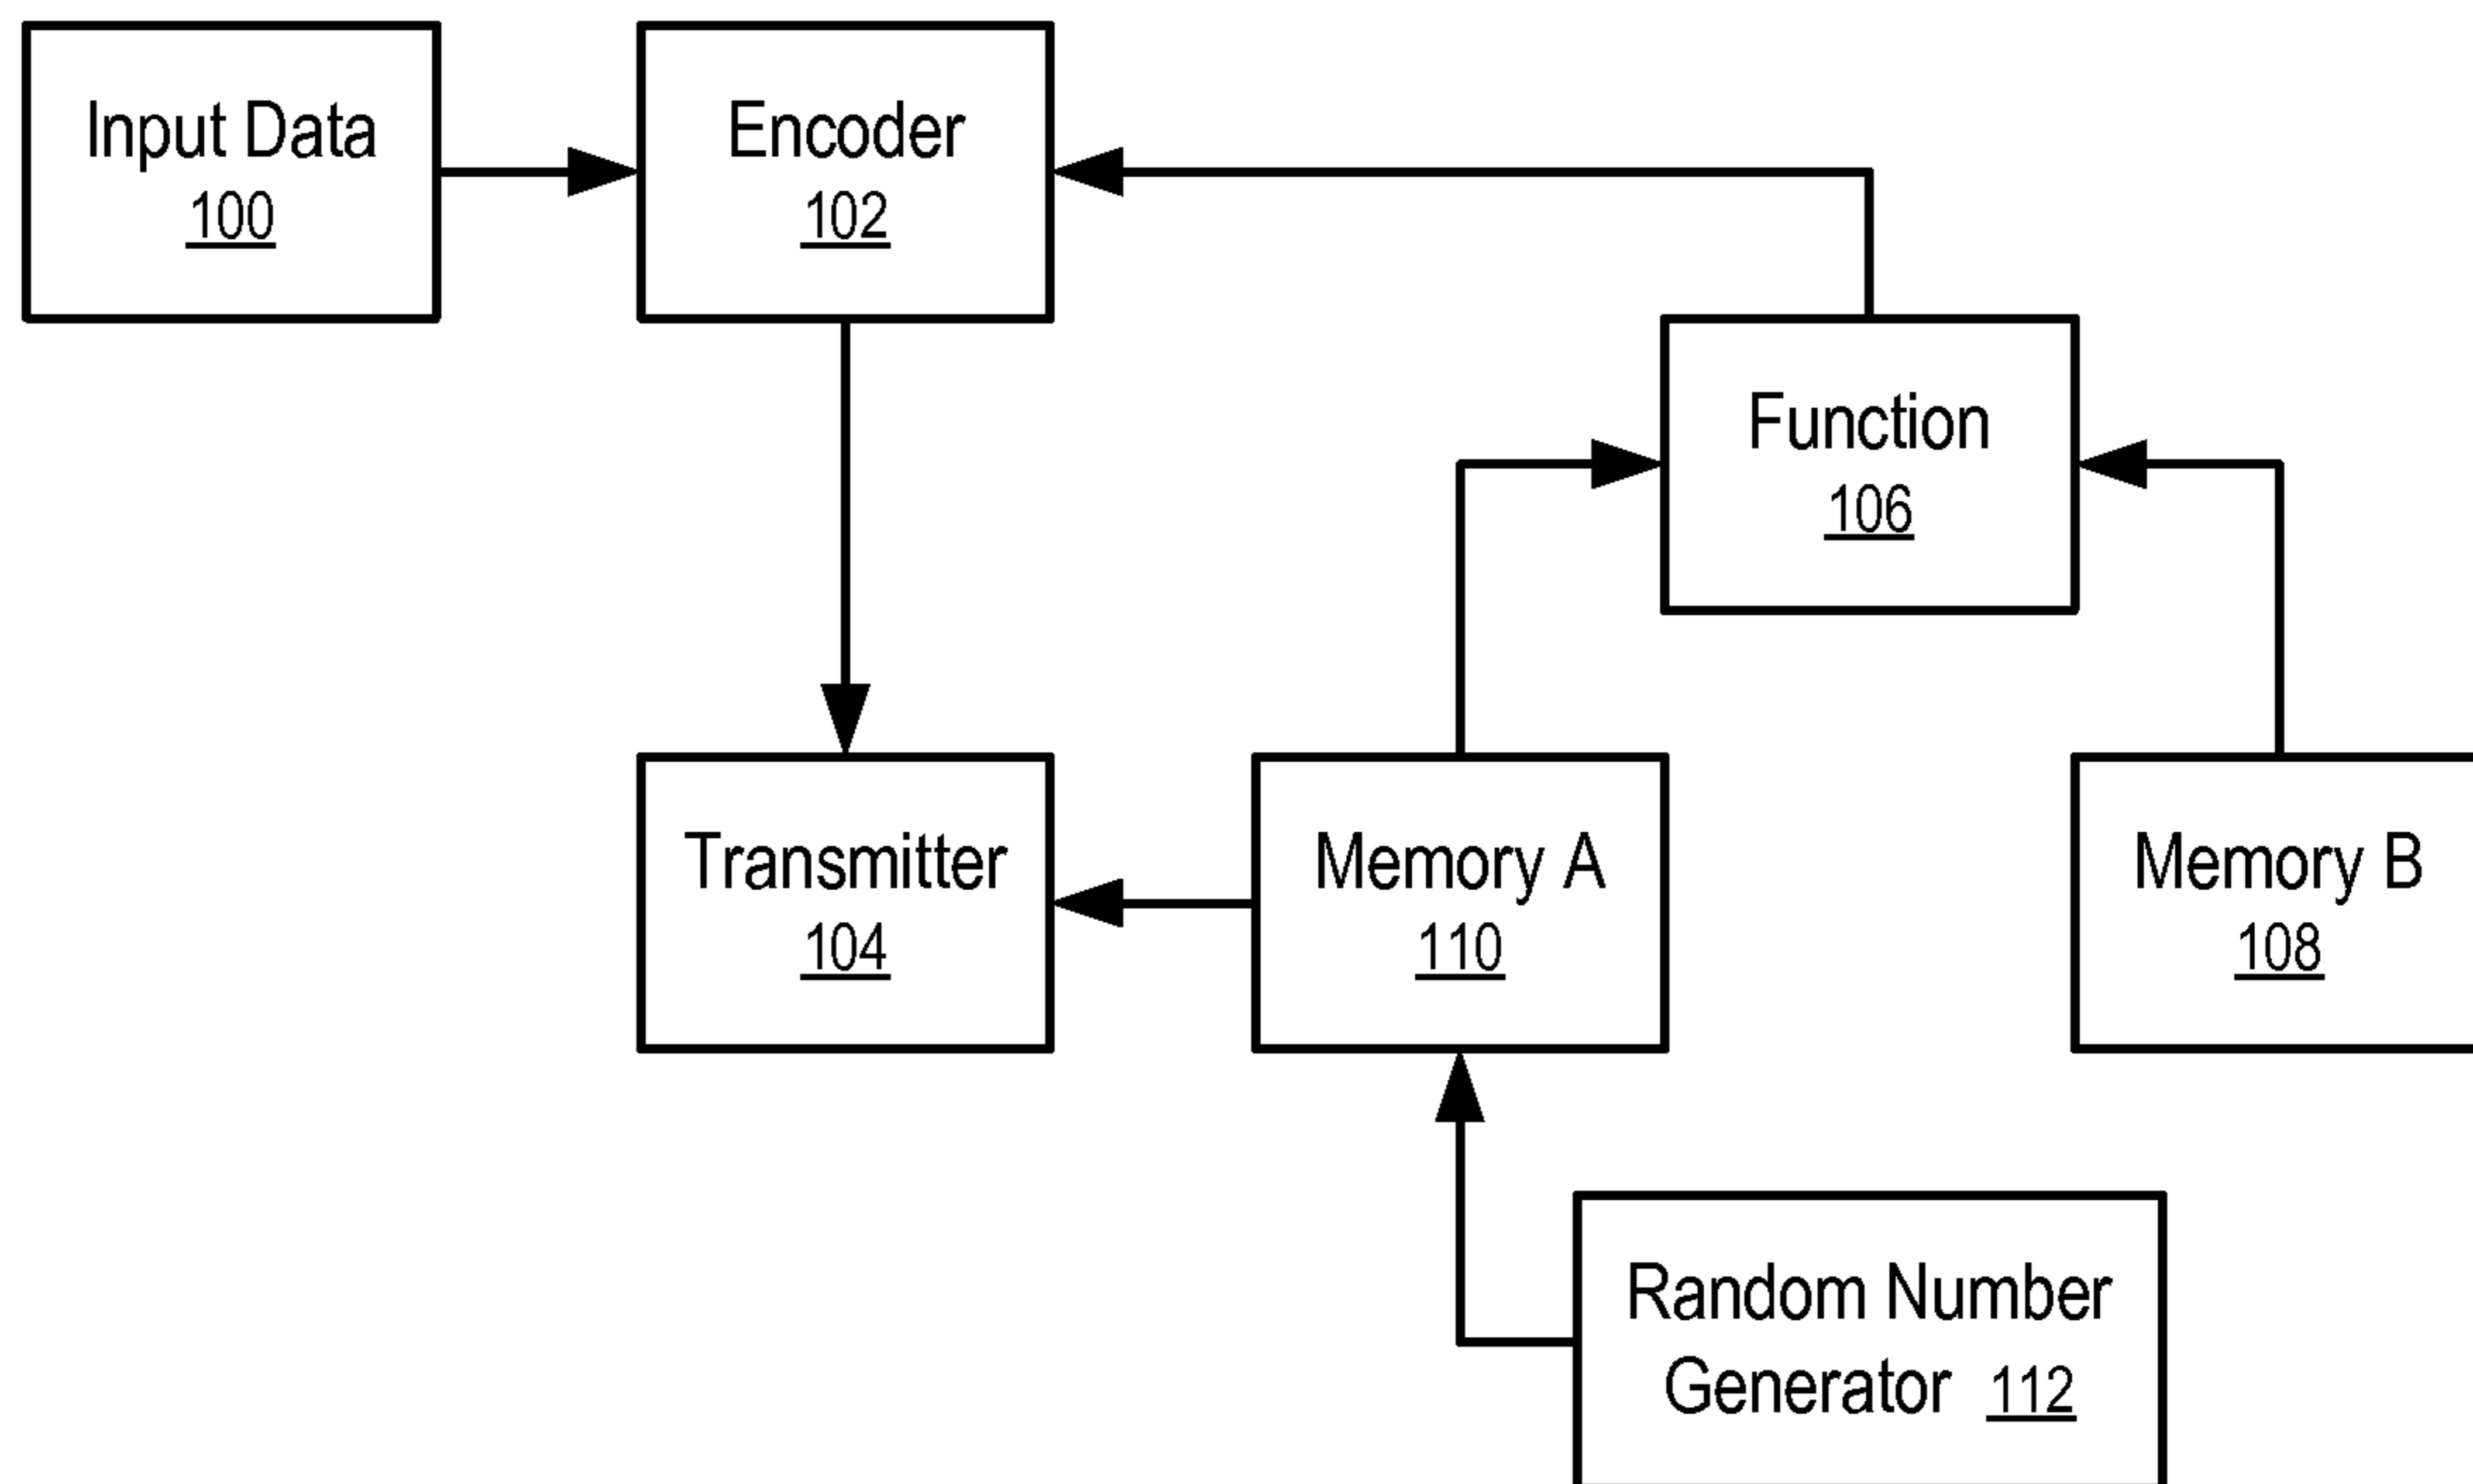 Input Data
100
Encoder
102
Function
106
Transmitter
104
Memory A
110
Memory B
108
Random Number
Generator 112